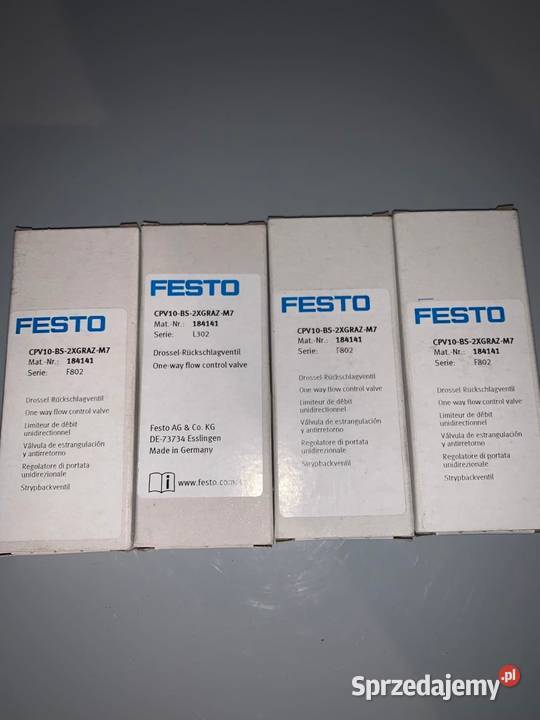 FESTO
CPV10-BS-2XGRAZ-M7
Mat.-Nr.: 184141
Serie: F802
Drossel-Rückschlagventil
One-way flow control valve
Limiteur de débit
unidirectionnel
Válvula de estrangulación
y antirretorno
Regolatore di portata
unidirezionale
Strypbackventil
FESTO
CPV10-BS-2XGRAZ-M7
Mat.-Nr.: 184141
Serie: L302
Drossel-Rückschlagventil
One-way flow control valve
Festo AG & Co. KG
DE-73734 Esslingen
Made in Germany
www.festo.com
FESTO
CPV10-BS-2XGRAZ-M7
Mat.-Nr.: 184141
Serie: F802
Drossel-Rückschlagventil
One-way flow control valve
Limiteur de débit
unidirectionnel
Válvula de estrangulación
y antirretorno
Regolatore di portata
unidirezionale
Strypbackventil
FESTO
CPV10-BS-2XGRAZ-M7
Mat.-Nr.: 184141
Serie: F802
Drossel-Rückschlagventil
One-way flow control valve
Limiteur de débit
unidirectionnel
Válvula de estrangulación
y antirretorno
Regolatore di portata
unidirezionale
Strypbackventil
Sprzedajemy.pl